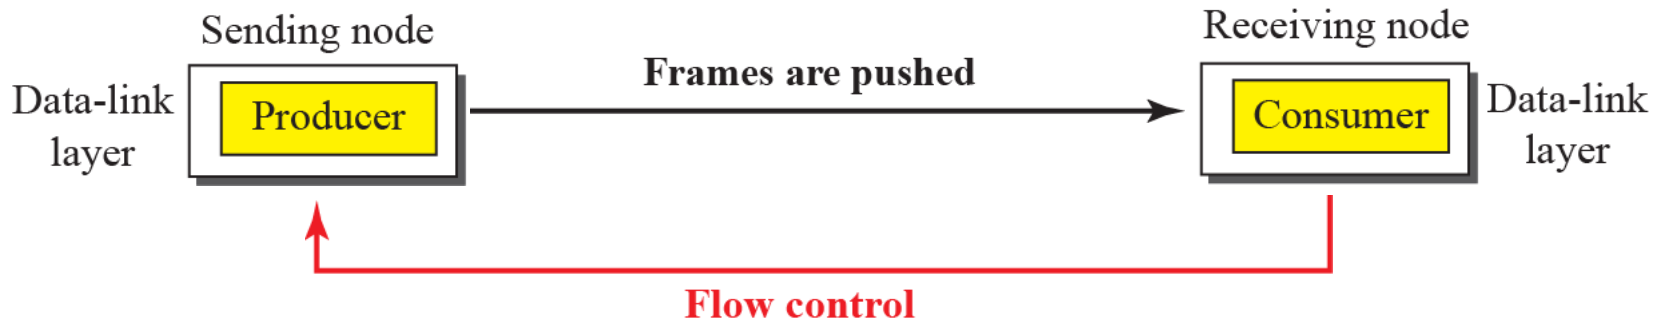 Sending node
Receiving node
Data-link
layer
Producer
Frames are pushed
Consumer
Data-link
layer
Flow control